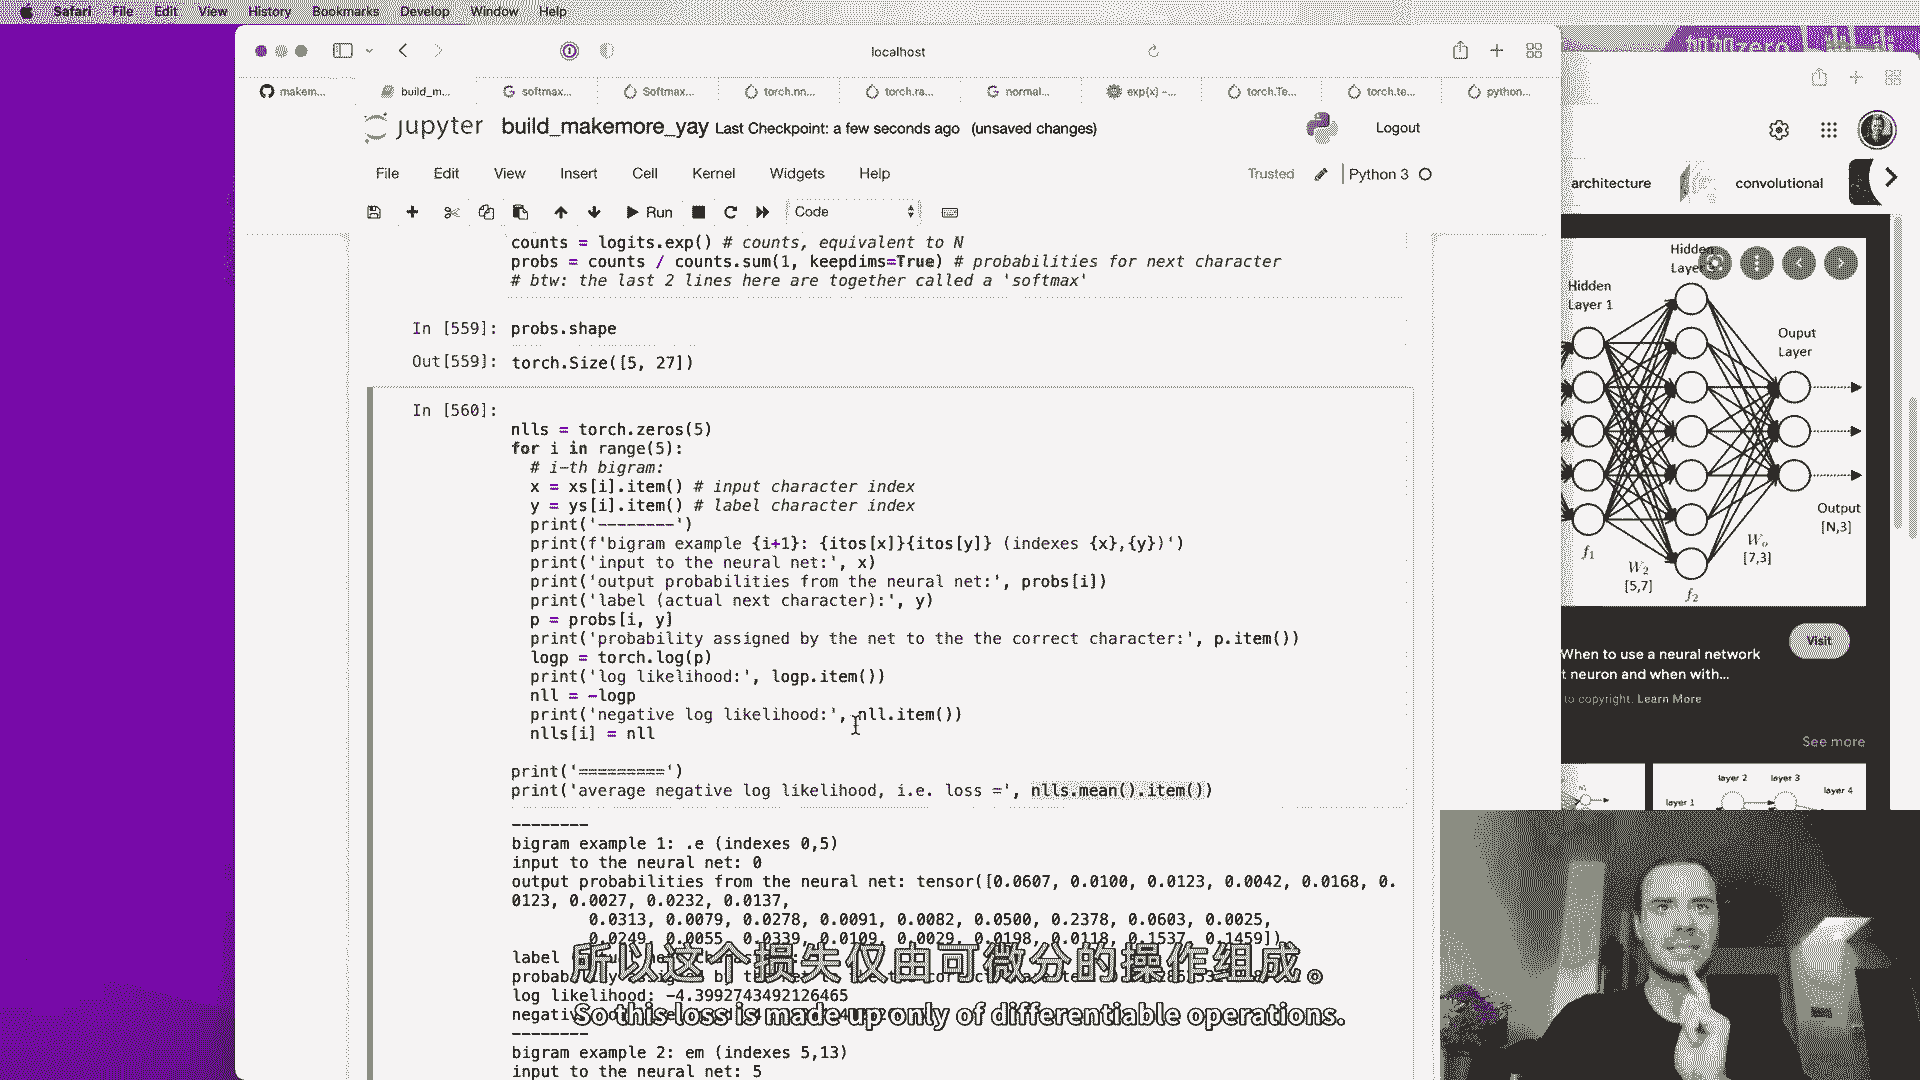 Safari File Edit View History Bookmarks Develop Window Help
localhost
makem... build_m... softmax... Softmax... torch.nn... torch.ra... normal... exp(x) –... torch.Te... torch.te... python...
jupyter build_makemore_yay Last Checkpoint: a few seconds ago (unsaved changes)
Logout
File Edit View Insert Cell Kernel Widgets Help
Trusted Python 3
Run Code
counts = logits.exp() # counts, equivalent to N
probs = counts / counts.sum(1, keepdims=True) # probabilities for next character
# btw: the last 2 lines here are together called a 'softmax'
In [559]: probs.shape
Out[559]: torch.Size([5, 27])
In [560]:
nlls = torch.zeros(5)
for i in range(5):
# i-th bigram:
x = xs[i].item() # input character index
y = ys[i].item() # label character index
print('--------')
print(f'bigram example {i+1}: {itos[x]}{itos[y]} (indexes {x},{y})')
print('input to the neural net:', x)
print('output probabilities from the neural net:', probs[i])
print('label (actual next character):', y)
p = probs[i, y]
print('probability assigned by the net to the the correct character:', p.item())
logp = torch.log(p)
print('log likelihood:', logp.item())
nll = -logp
print('negative log likelihood:', nll.item())
nlls[i] = nll
print('=========')
print('average negative log likelihood, i.e. loss =', nlls.mean().item())
--------
bigram example 1: .e (indexes 0,5)
input to the neural net: 0
output probabilities from the neural net: tensor([0.0607, 0.0100, 0.0123, 0.0042, 0.0168, 0.
0123, 0.0027, 0.0232, 0.0137,
0.0313, 0.0079, 0.0278, 0.0091, 0.0082, 0.0500, 0.2378, 0.0603, 0.0025,
0.0249, 0.0055, 0.0339, 0.0109, 0.0029, 0.0198, 0.0118, 0.1537, 0.1459])
label
log likelihood: -4.3992743492126465
--------
bigram example 2: em (indexes 5,13)
input to the neural net: 5
所以这个损失仅由可微分的操作组成。
So this loss is made up only of differentiable operations.
architecture convolutional
Hidden
Layer
Hidden
Layer 1
Ouput
Layer
Output
[N,3]
f₁
W₂
[5,7]
f₂
Wₒ
[7,3]
Visit
When to use a neural network
t neuron and when with...
to copyright. Learn More
See more
layer 1 layer 2 layer 3 layer 4